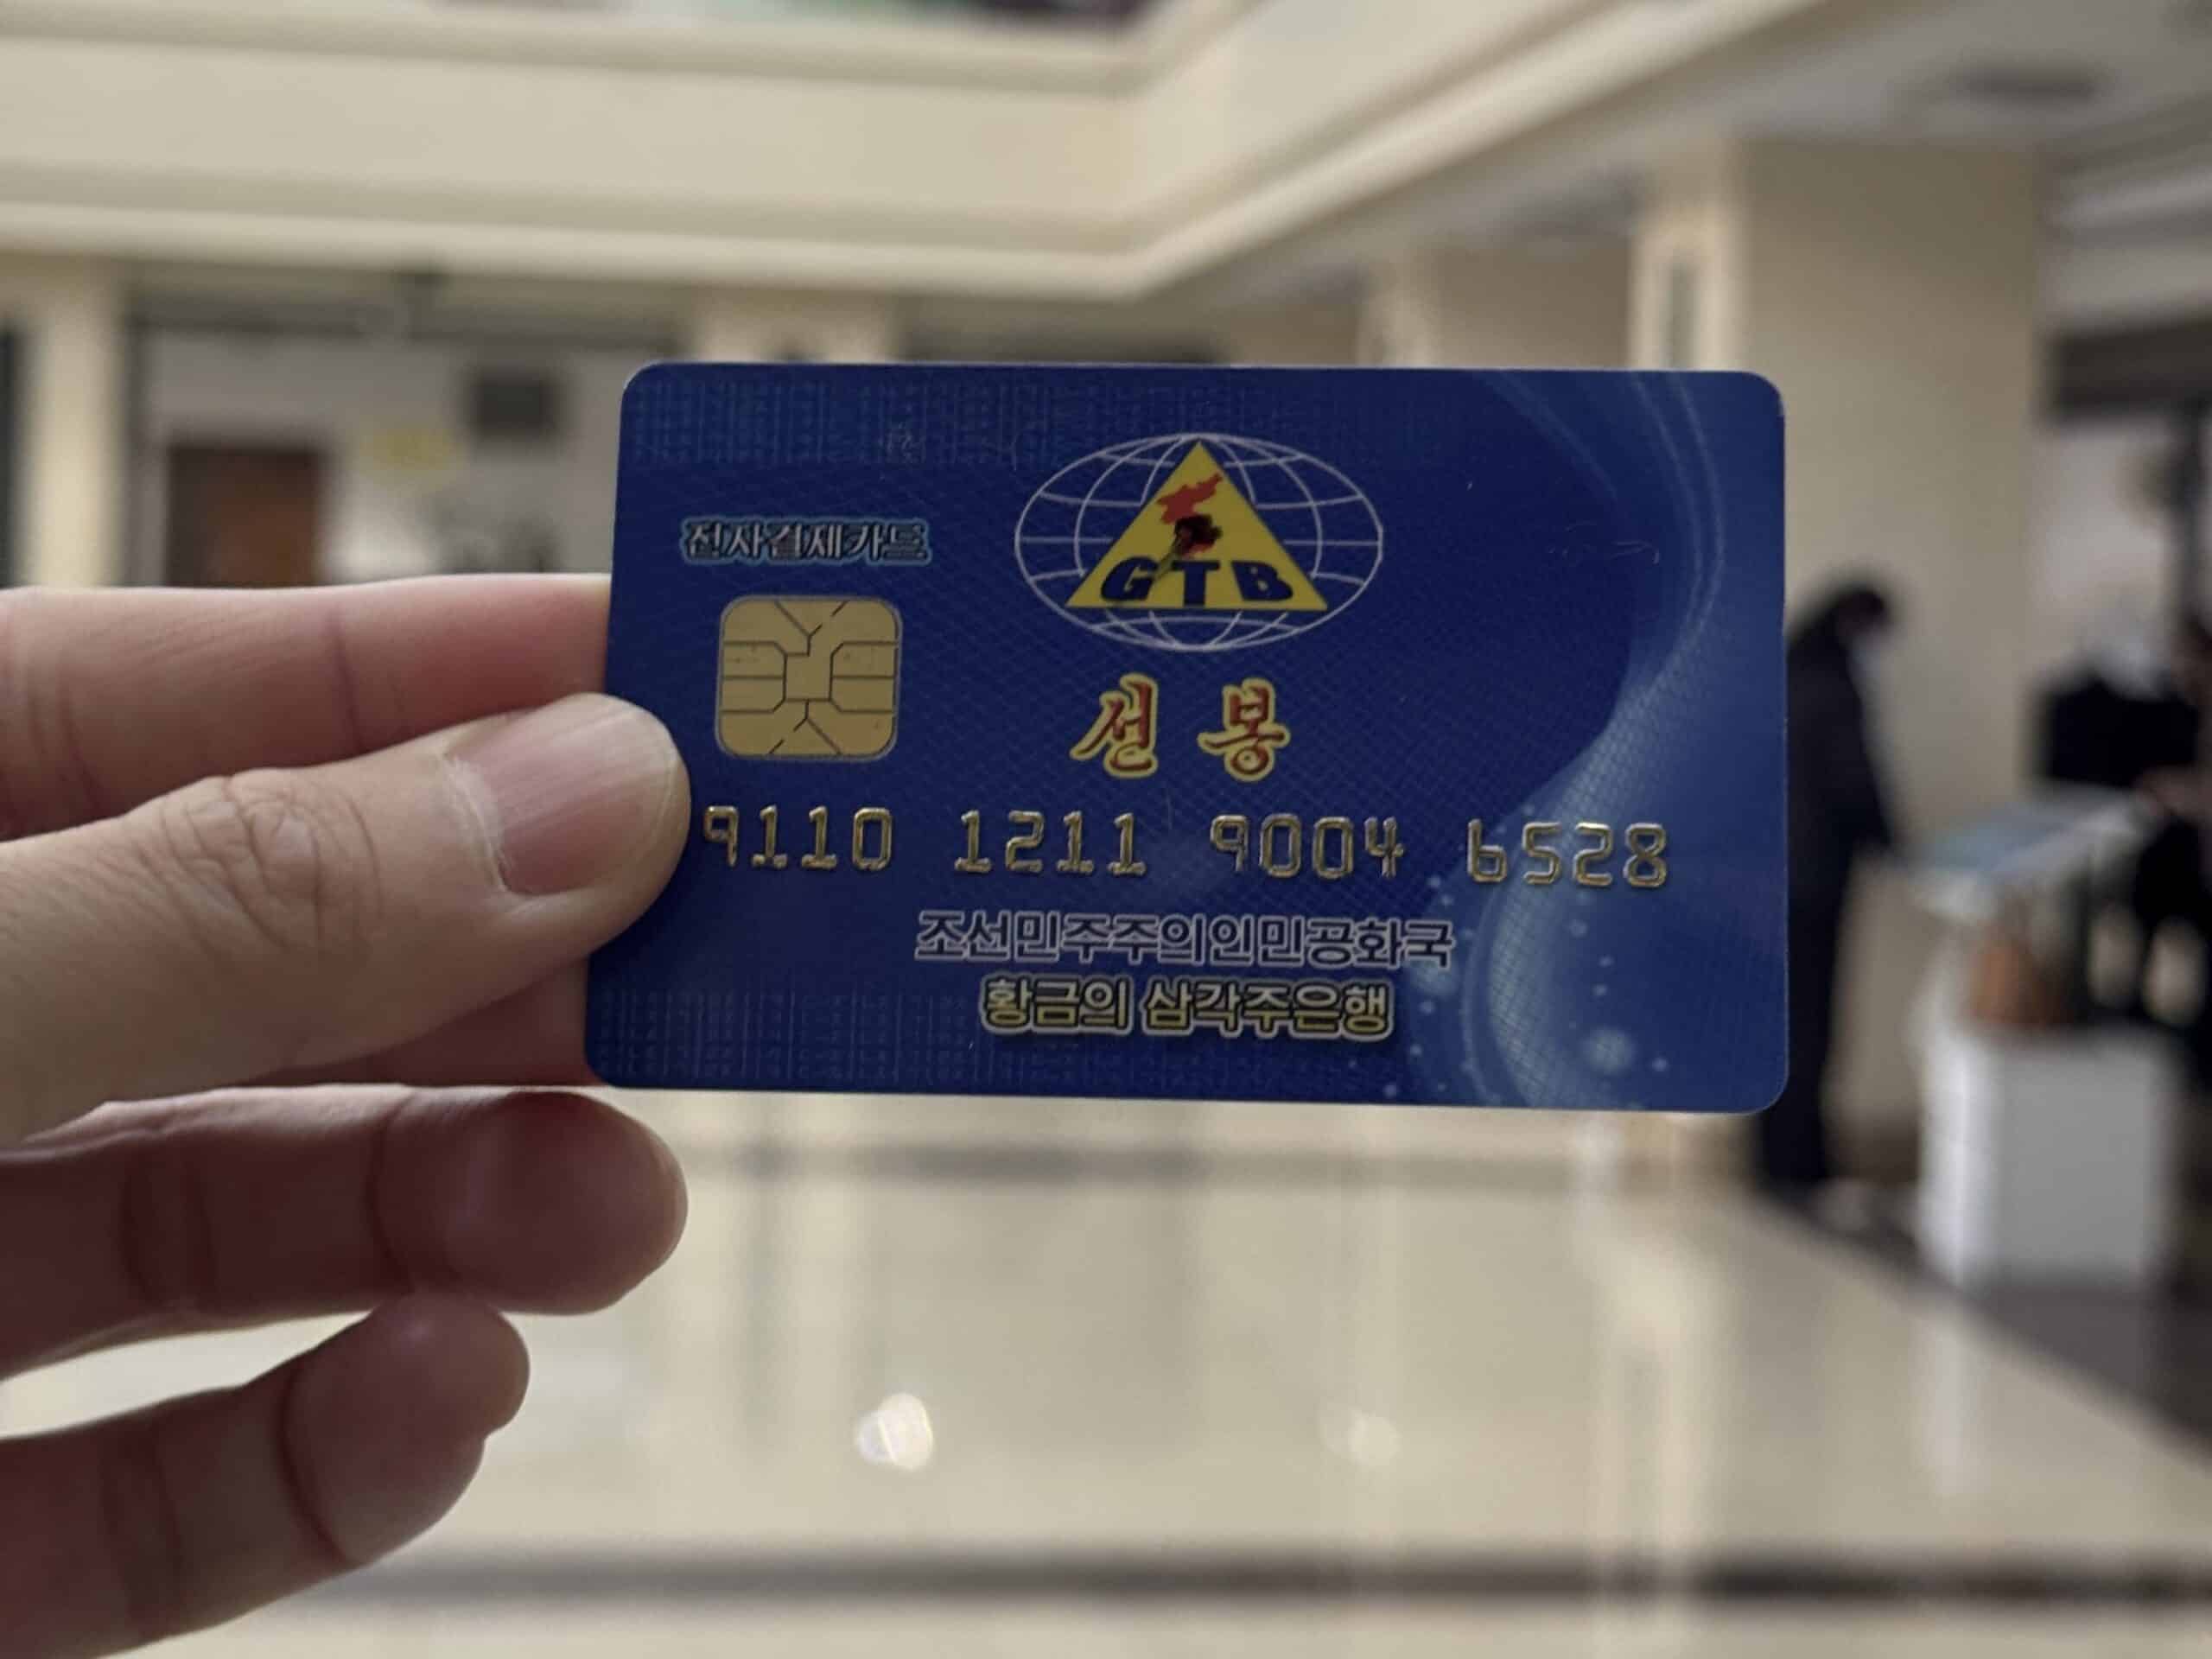 전자결제카드
GTB
선봉
9110 1211 9004 6528
조선민주주의인민공화국
황금의 삼각주은행